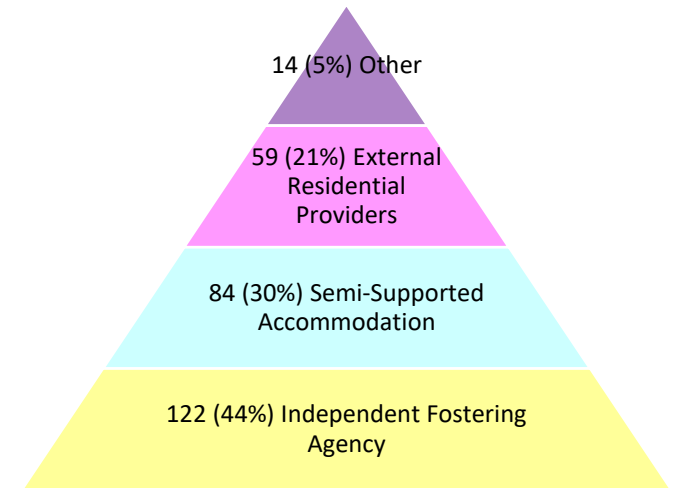 14 (5%) Other
59 (21%) External
Residential
Providers
84 (30%) Semi-Supported
Accommodation
122 (44%) Independent Fostering
Agency